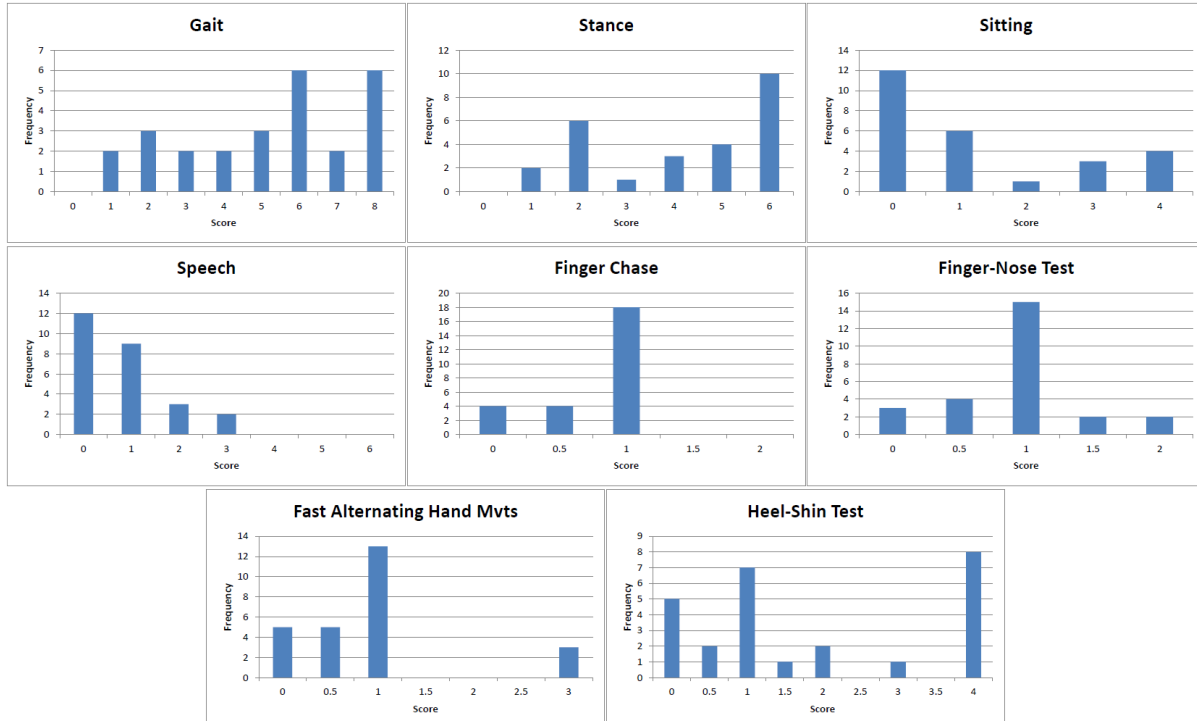 Gait
7
6
5
4
3
2
1
0
Frequency
0 1 2 3 4 5 6 7 8
Score
Stance
12
10
8
6
4
2
0
Frequency
0 1 2 3 4 5 6
Score
Sitting
14
12
10
8
6
4
2
0
Frequency
0 1 2 3 4
Score
Speech
14
12
10
8
6
4
2
0
Frequency
0 1 2 3 4 5 6
Score
Finger Chase
20
18
16
14
12
10
8
6
4
2
0
Frequency
0 0.5 1 1.5 2
Score
Finger-Nose Test
16
14
12
10
8
6
4
2
0
Frequency
0 0.5 1 1.5 2
Score
Fast Alternating Hand Mvts
14
12
10
8
6
4
2
0
Frequency
0 0.5 1 1.5 2 2.5 3
Score
Heel-Shin Test
9
8
7
6
5
4
3
2
1
0
Frequency
0 0.5 1 1.5 2 2.5 3 3.5 4
Score